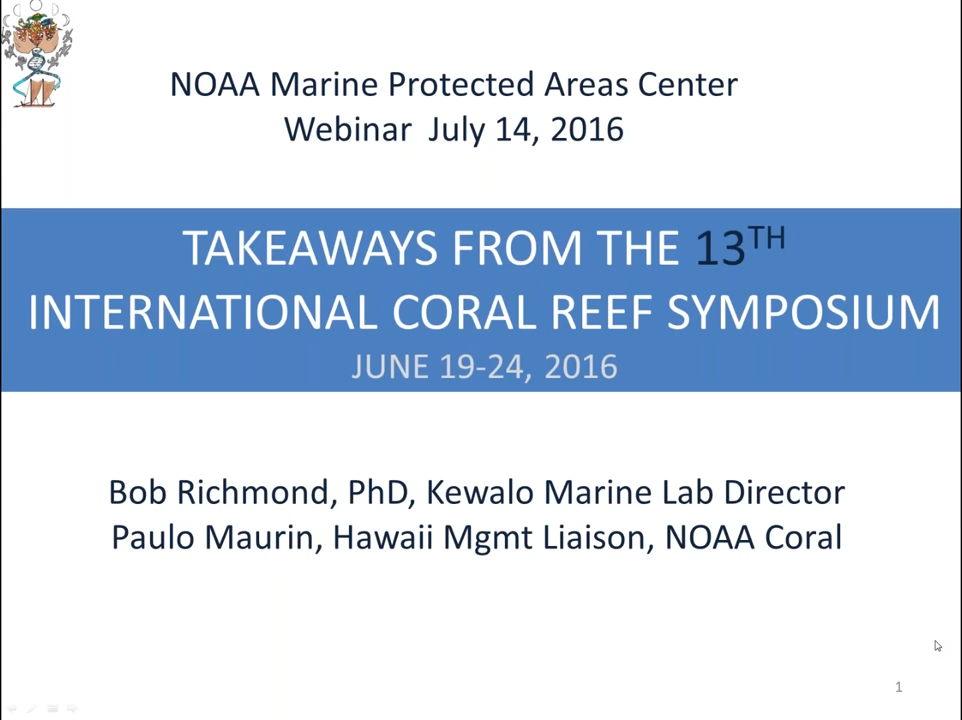 NOAA Marine Protected Areas Center
Webinar July 14, 2016
TAKEAWAYS FROM THE 13TH
INTERNATIONAL CORAL REEF SYMPOSIUM
JUNE 19-24, 2016
Bob Richmond, PhD, Kewalo Marine Lab Director
Paulo Maurin, Hawaii Mgmt Liaison, NOAA Coral
1